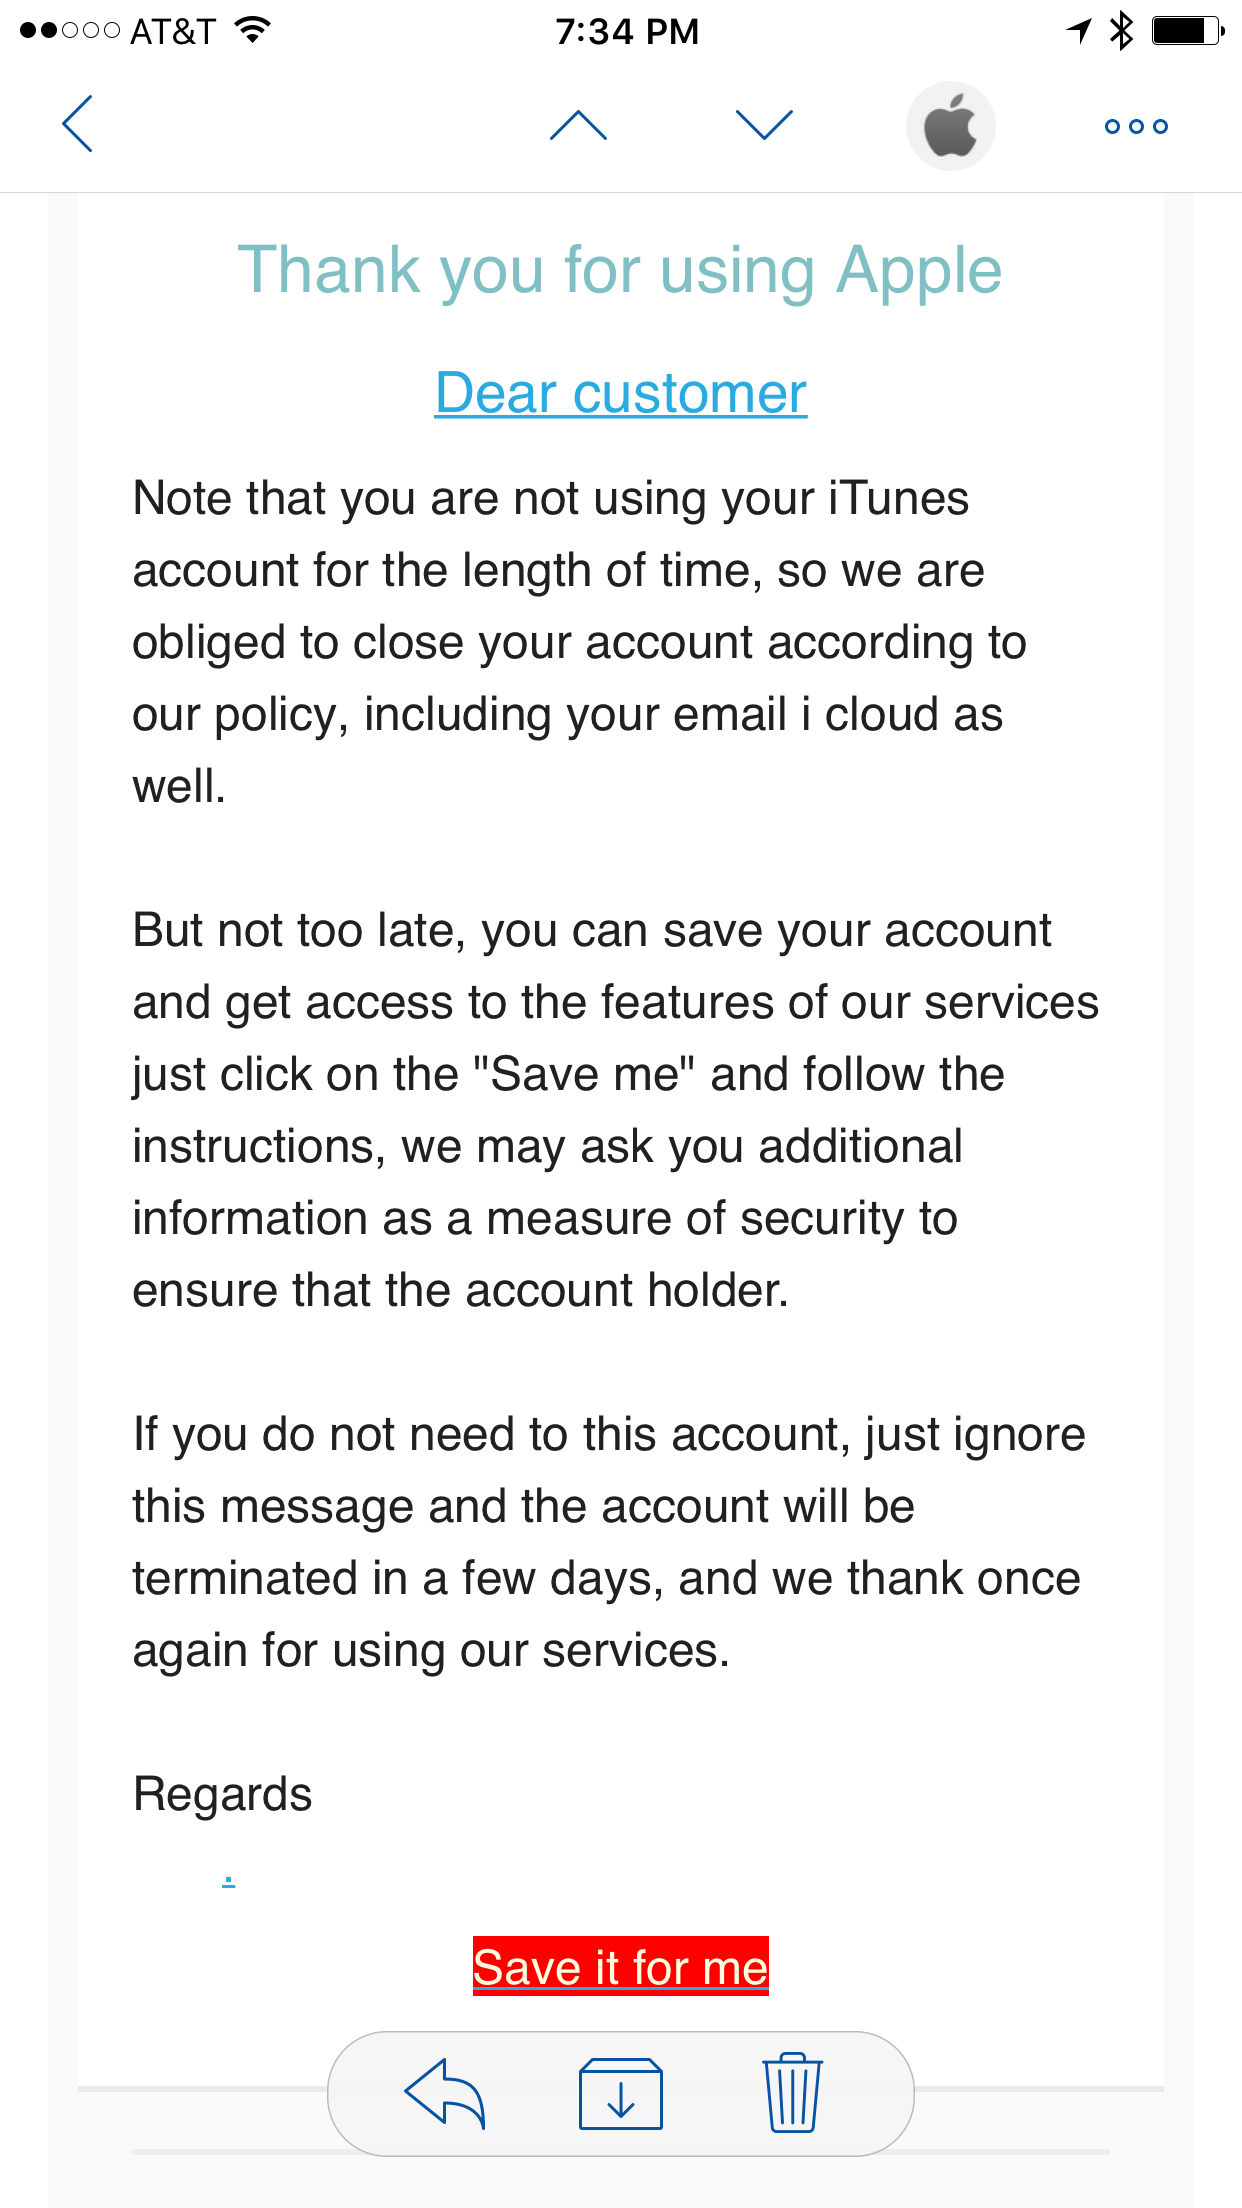 AT&T 7:34 PM
Thank you for using Apple
Dear customer
Note that you are not using your iTunes
account for the length of time, so we are
obliged to close your account according to
our policy, including your email i cloud as
well.
But not too late, you can save your account
and get access to the features of our services
just click on the "Save me" and follow the
instructions, we may ask you additional
information as a measure of security to
ensure that the account holder.
If you do not need to this account, just ignore
this message and the account will be
terminated in a few days, and we thank once
again for using our services.
Regards
.
Save it for me